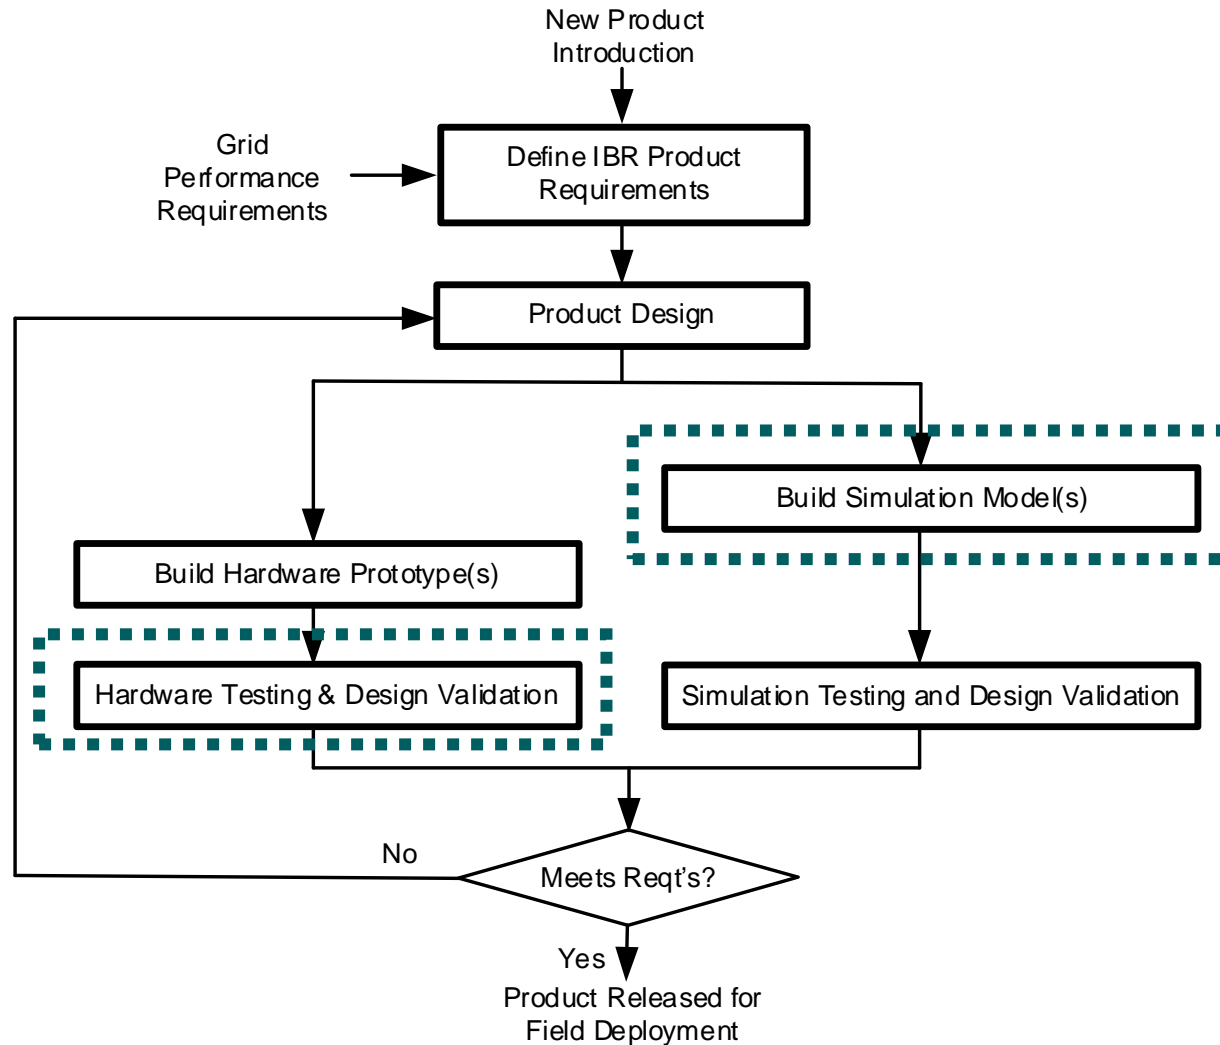 New Product
Introduction
Grid
Performance
Requirements
Define IBR Product
Requirements
Product Design
Build Simulation Model(s)
Build Hardware Prototype(s)
Hardware Testing & Design Validation
Simulation Testing and Design Validation
No
Meets Reqt's?
Yes
Product Released for
Field Deployment